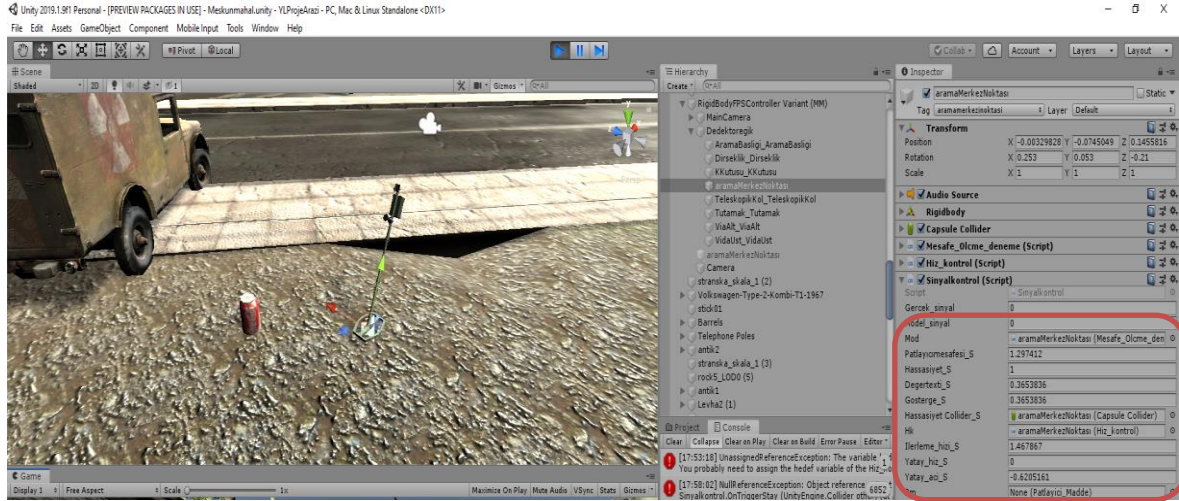 Unity 2019.1.9f1 Personal - [PREVIEW PACKAGES IN USE] - Meskunmahal.unity - YLProjeArazi - PC, Mac & Linux Standalone <DX11>
File Edit Assets GameObject Component Mobile Input Tools Window Help
Pivot Local Collab Account Layers Layout
Scene
Shaded 2D 1 Gizmos All
Persp
Hierarchy
Create All
RigidBodyFPSController Variant (MM)
MainCamera
Dedektoregik
AramaBasligi_AramaBasligi
Dirseklik_Dirseklik
KKutusu_KKutusu
aramaMerkezNoktası
TeleskopikKol_TeleskopikKol
Tutamak_Tutamak
ViaAlt_ViaAlt
VidaUst_VidaUst
aramaMerkezNoktası
Camera
stranska_skala_1 (2)
Volkswagen-Type-2-Kombi-T1-1967
stick01
Barrels
Telephone Poles
antik2
stranska_skala_1 (3)
rock5_LOD0 (5)
antik1
Levha2 (1)
Project Console
Clear Collapse Clear on Play Clear on Build Error Pause Editor
[17:53:18] UnassignedReferenceException: The variable
You probably need to assign the hedef variable of the
1
[17:58:02] NullReferenceException: Object reference
Sinyalkontrol.OnTriggerStay (UnityEngine.Collider
6852
Game
Display 1 Free Aspect Scale 1x Maximize On Play Mute Audio VSync Stats Gizmos
Inspector
aramaMerkezNoktası Static
Tag aramamerkezinoktasi Layer Default
Transform
Position X -0.00329828 Y -0.0745049 Z 0.1455816
Rotation X 0.253 Y 0.053 Z -0.21
Scale X 1 Y 1 Z 1
Audio Source
Rigidbody
Capsule Collider
Mesafe_Olcme_deneme (Script)
Hiz_kontrol (Script)
Sinyalkontrol (Script)
Script Sinyalkontrol
Gercek_sinyal 0
Model_sinyal 0
Mod aramaMerkezNoktası (Mesafe_Olcme_den
Patlayıcımesafesi_S 1.297412
Hassasiyet_S 1
Degertexti_S 0.3653836
Gosterge_S 0.3653836
Hassasiyet Collider_S aramaMerkezNoktası (Capsule Collider)
Hk aramaMerkezNoktası (Hiz_kontrol)
Ilerleme_hizi_S 1.467867
Yatay_hiz_S 0
Yatay_aci_S -0.6205161
None (Patlayici_Madde)